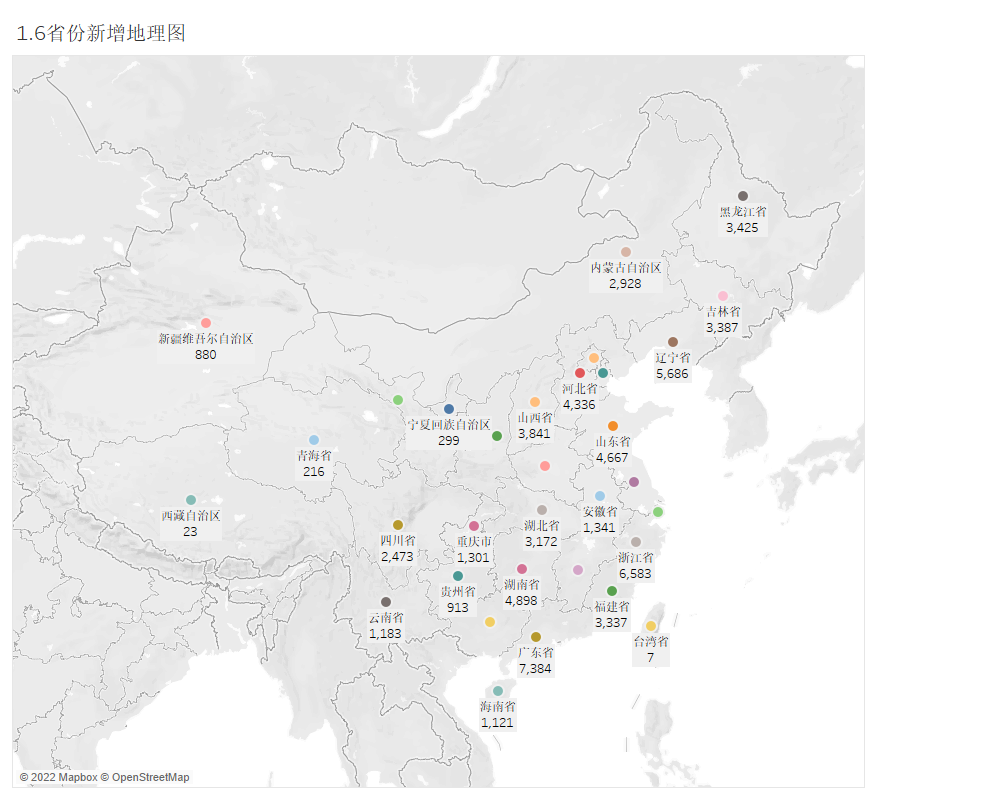 1.6省份新增地理图
黑龙江省
3,425
内蒙古自治区
2,928
吉林省
3,387
新疆维吾尔自治区
880
辽宁省
5,686
河北省
4,336
宁夏回族自治区
299
山西省
3,841
山东省
4,667
青海省
216
西藏自治区
23
四川省
2,473
重庆市
1,301
湖北省
3,172
安徽省
1,341
浙江省
6,583
贵州省
913
湖南省
4,898
云南省
1,183
福建省
3,337
广东省
7,384
台湾省
7
海南省
1,121
© 2022 Mapbox © OpenStreetMap